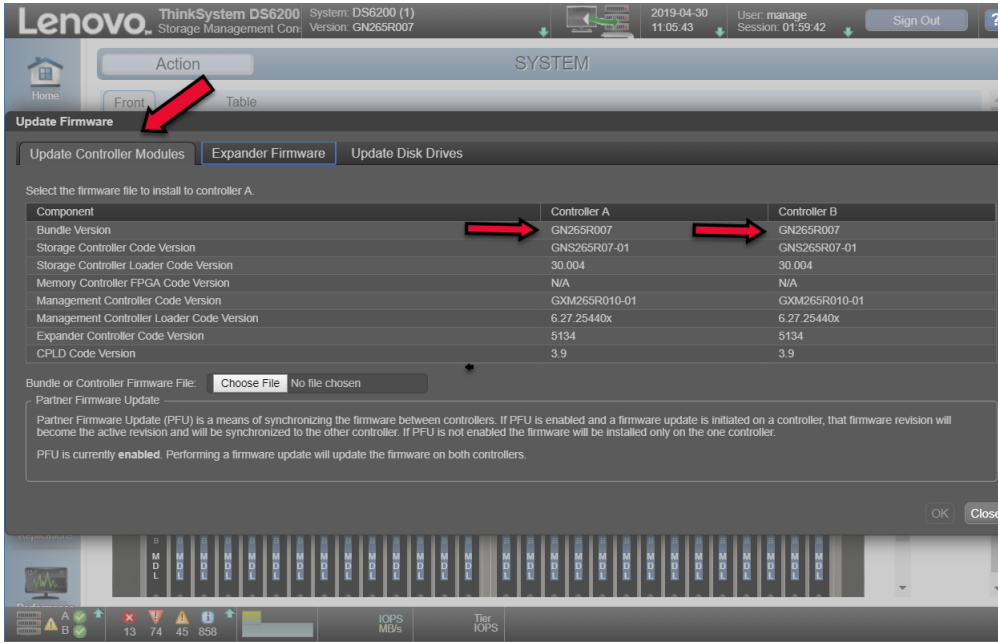 Lenovo.
ThinkSystem DS6200
Storage Management Con
System: DS6200 (1)
Version: GN265R007
2019-04-30
11:05:43
User: manage
Session: 01:59:42
Sign Out
?
Home
Action
SYSTEM
Front
Table
Update Firmware
Update Controller Modules
Expander Firmware
Update Disk Drives
Select the firmware file to install to controller A.
Component Controller A Controller B
Bundle Version GN265R007 GN265R007
Storage Controller Code Version GNS265R07-01 GNS265R07-01
Storage Controller Loader Code Version 30.004 30.004
Memory Controller FPGA Code Version N/A N/A
Management Controller Code Version GXM265R010-01 GXM265R010-01
Management Controller Loader Code Version 6.27.25440x 6.27.25440x
Expander Controller Code Version 5134 5134
CPLD Code Version 3.9 3.9
Bundle or Controller Firmware File: Choose File No file chosen
Partner Firmware Update
Partner Firmware Update (PFU) is a means of synchronizing the firmware between controllers. If PFU is enabled and a firmware update is initiated on a controller, that firmware revision will
become the active revision and will be synchronized to the other controller. If PFU is not enabled the firmware will be installed only on the one controller.
PFU is currently enabled. Performing a firmware update will update the firmware on both controllers.
OK
Close
A
B
13 74 45 858
IOPS
MB/s
Tier
IOPS